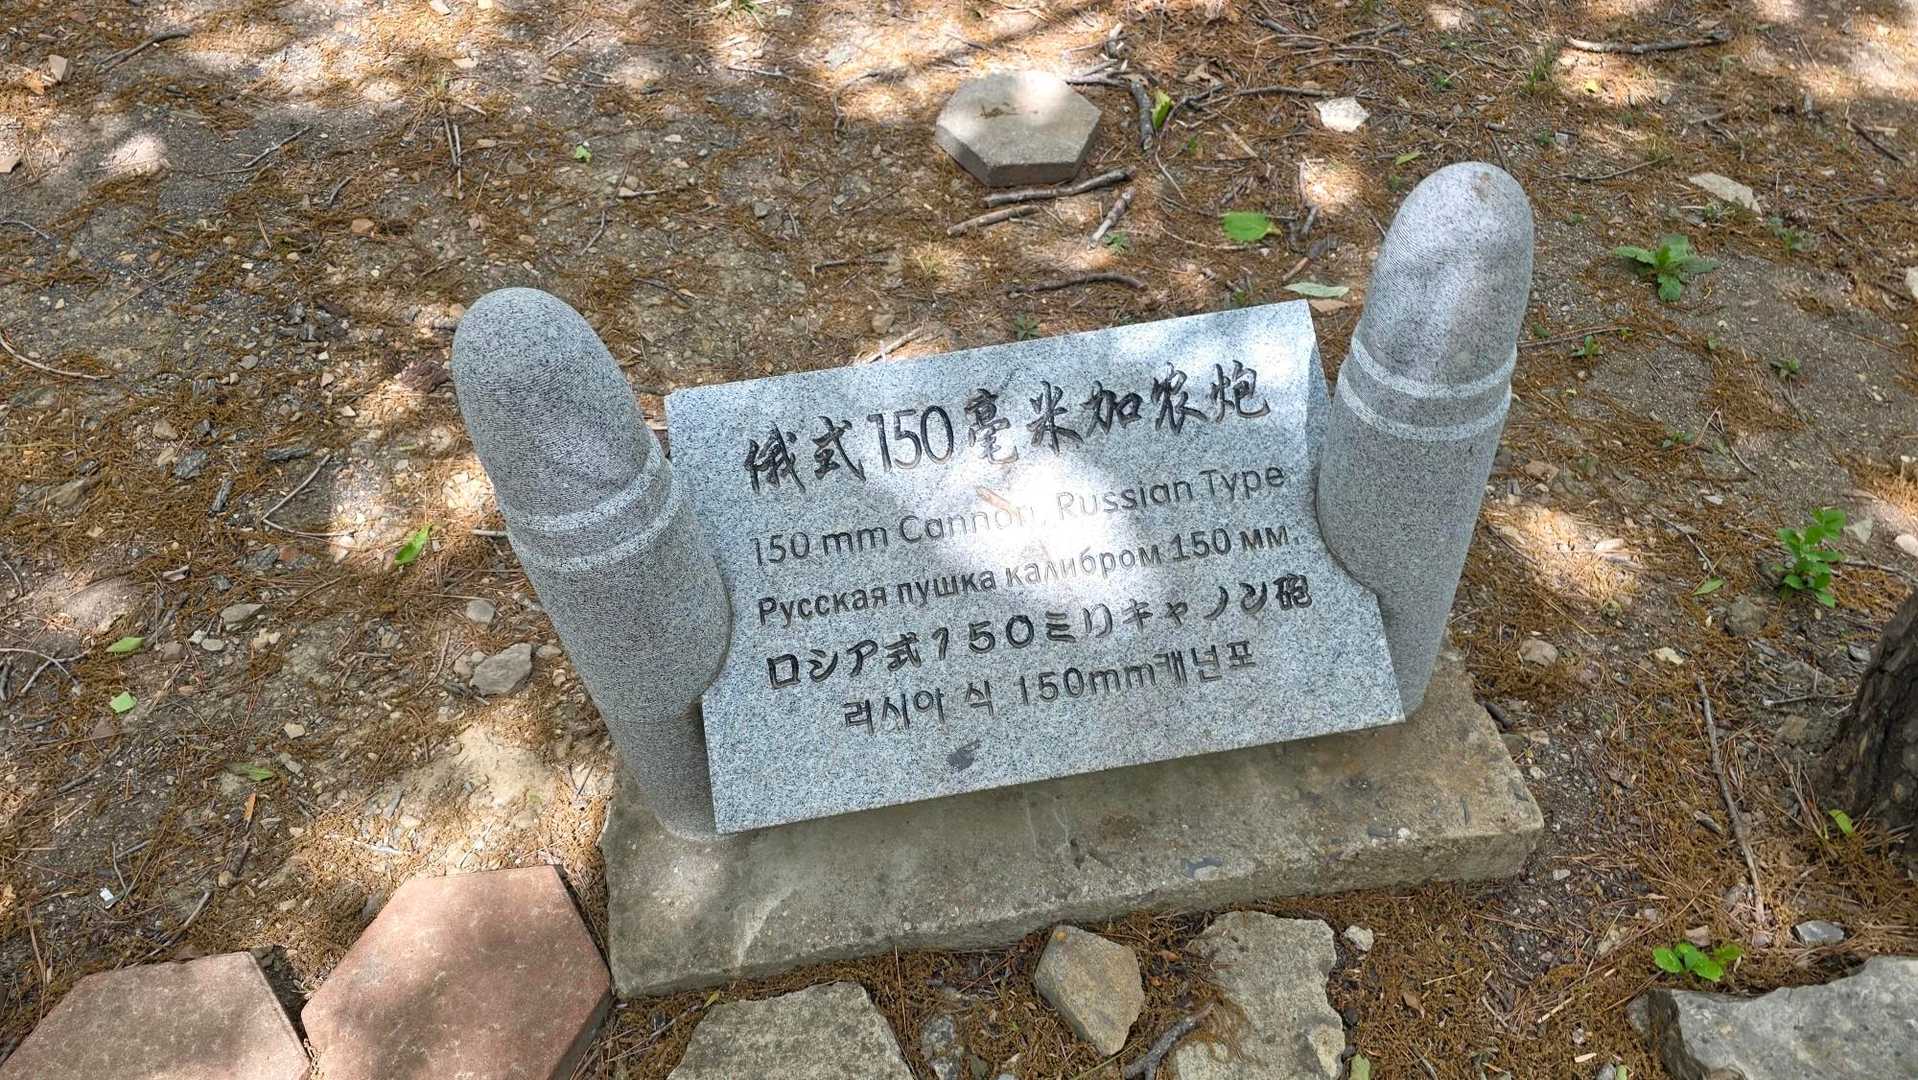 俄式150毫米加农炮
150 mm Cannon, Russian Type
Русская пушка калибром 150 мм.
ロシア式150ミリキャノン砲
러시아 식 150mm캐넌포